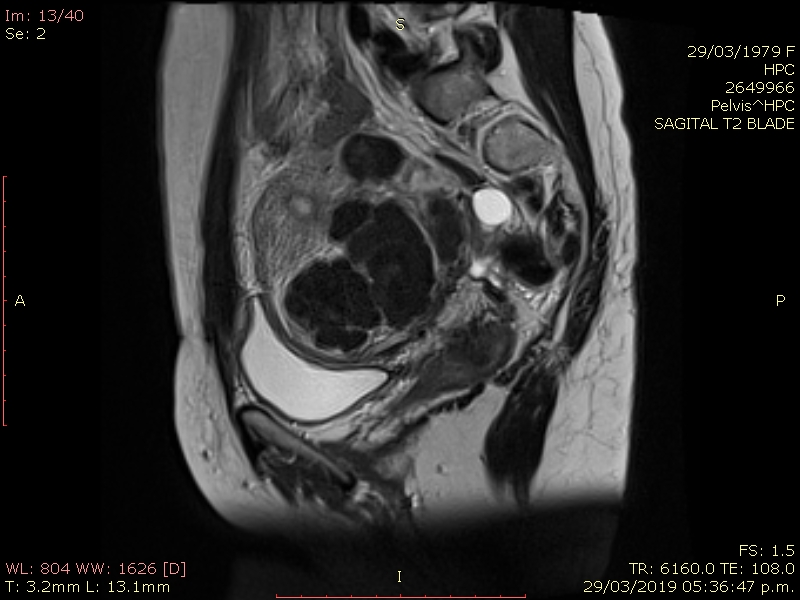 Im: 13/40
Se: 2
S
29/03/1979 F
HPC
2649966
Pelvis^HPC
SAGITAL T2 BLADE
A
P
WL: 804 WW: 1626 [D]
T: 3.2mm L: 13.1mm
I
FS: 1.5
TR: 6160.0 TE: 108.0
29/03/2019 05:36:47 p.m.